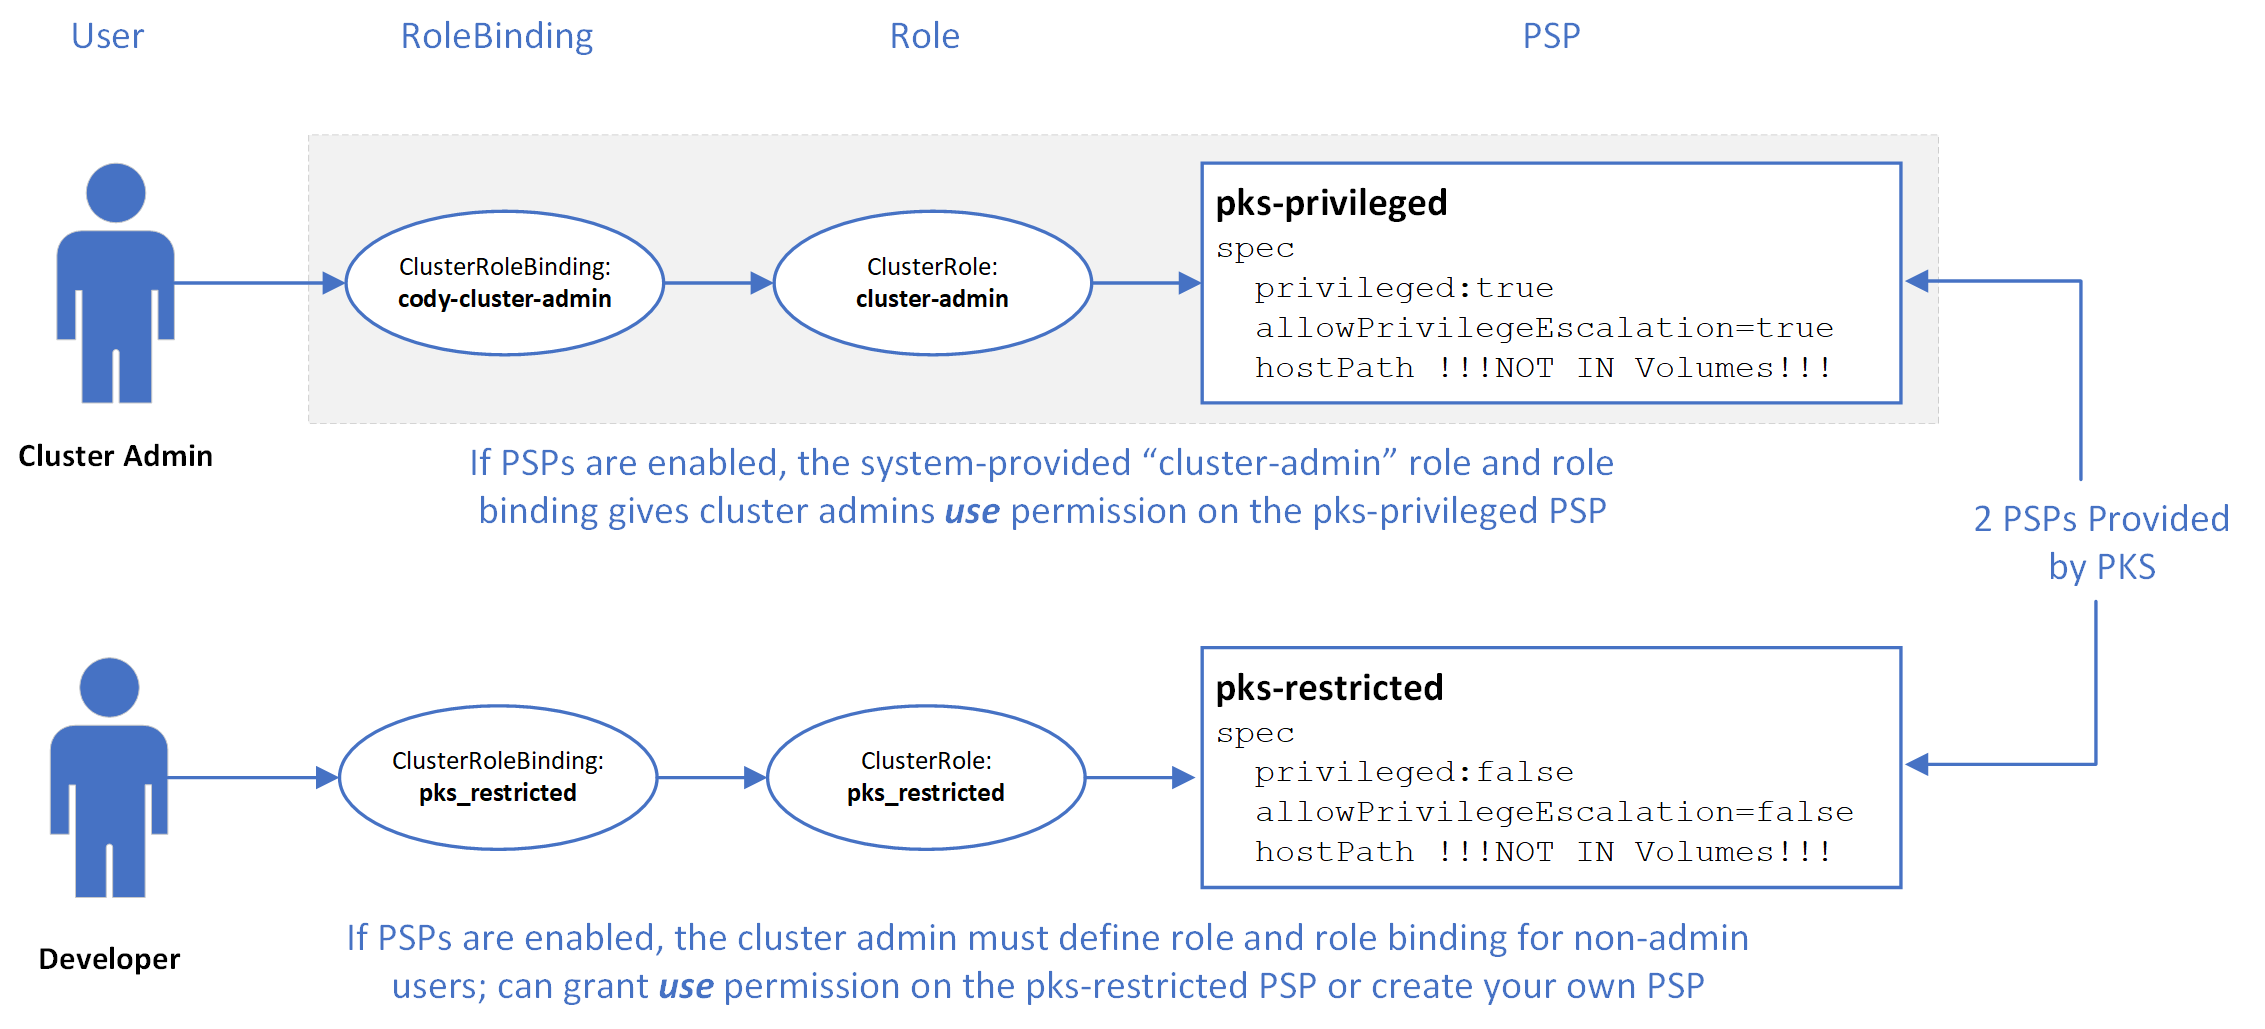 User
RoleBinding
Role
PSP
ClusterRoleBinding:
cody-cluster-admin
ClusterRole:
cluster-admin
pks-privileged
spec
privileged:true
allowPrivilegeEscalation=true
hostPath !!!NOT IN Volumes!!!
Cluster Admin
If PSPs are enabled, the system-provided “cluster-admin” role and role
binding gives cluster admins use permission on the pks-privileged PSP
2 PSPs Provided
by PKS
ClusterRoleBinding:
pks_restricted
ClusterRole:
pks_restricted
pks-restricted
spec
privileged:false
allowPrivilegeEscalation=false
hostPath !!!NOT IN Volumes!!!
Developer
If PSPs are enabled, the cluster admin must define role and role binding for non-admin
users; can grant use permission on the pks-restricted PSP or create your own PSP